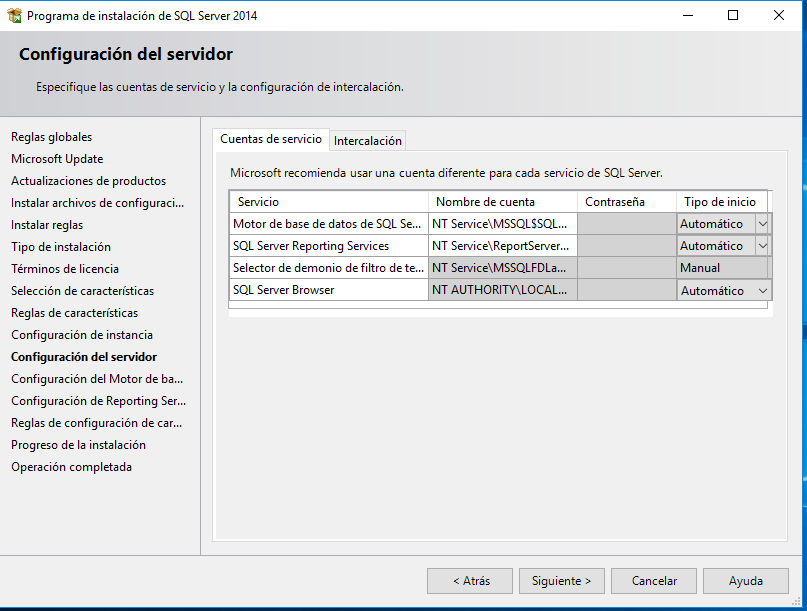 Programa de instalación de SQL Server 2014
Configuración del servidor
Especifique las cuentas de servicio y la configuración de intercalación.
Reglas globales
Microsoft Update
Actualizaciones de productos
Instalar archivos de configuraci...
Instalar reglas
Tipo de instalación
Términos de licencia
Selección de características
Reglas de características
Configuración de instancia
Configuración del servidor
Configuración del Motor de ba...
Configuración de Reporting Ser...
Reglas de configuración de car...
Progreso de la instalación
Operación completada
Cuentas de servicio Intercalación
Microsoft recomienda usar una cuenta diferente para cada servicio de SQL Server.
Servicio Nombre de cuenta Contraseña Tipo de inicio
Motor de base de datos de SQL Se... NT Service\MSSQL$SQL... Automático
SQL Server Reporting Services NT Service\ReportServer... Automático
Selector de demonio de filtro de te... NT Service\MSSQLFDLa... Manual
SQL Server Browser NT AUTHORITY\LOCAL... Automático
< Atrás Siguiente > Cancelar Ayuda